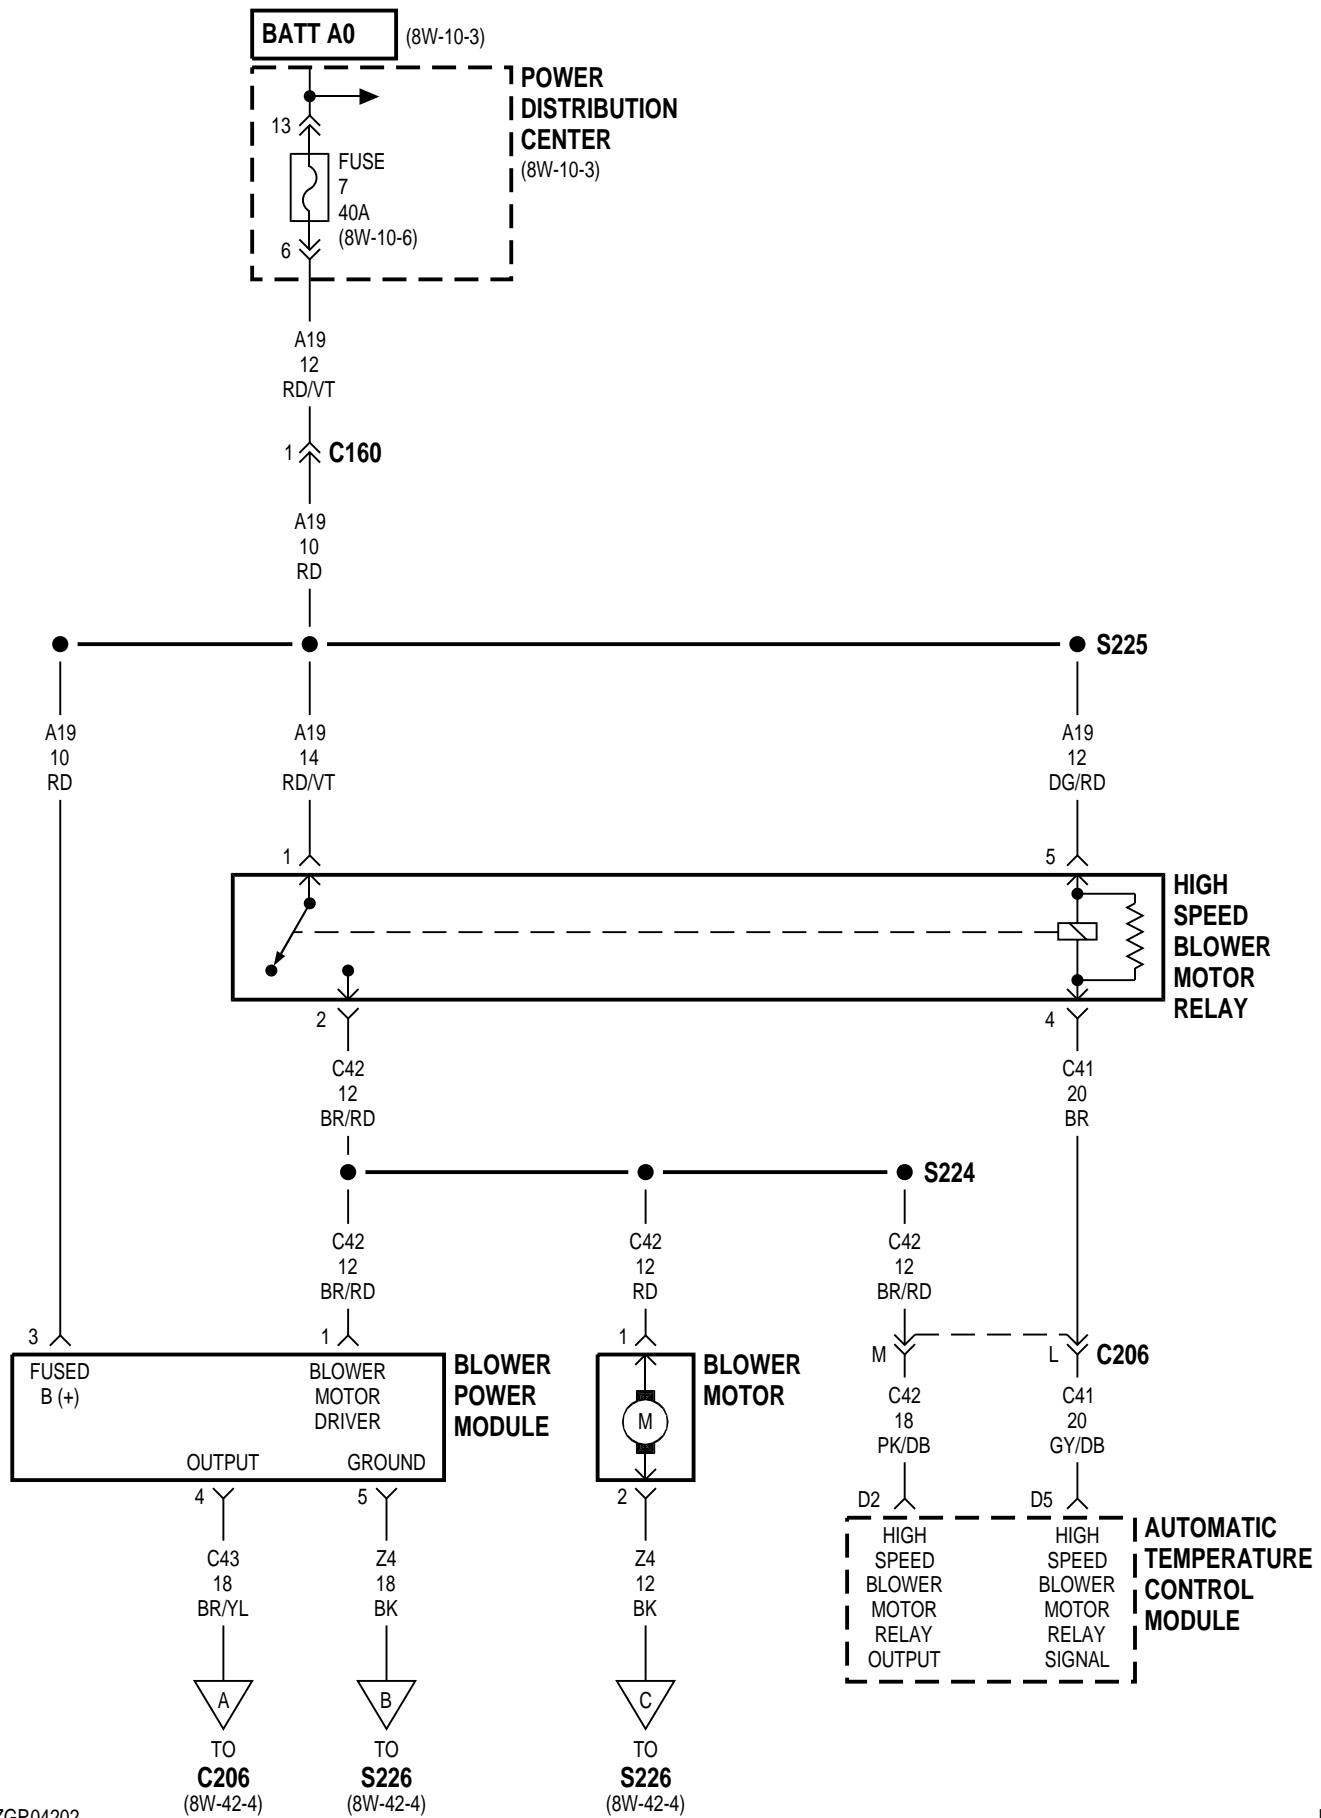 BATT A0 (8W-10-3)
POWER
DISTRIBUTION
CENTER
(8W-10-3)
13
FUSE
7
40A
(8W-10-6)
6
A19
12
RD/VT
1 C160
A19
10
RD
S225
A19
10
RD
A19
14
RD/VT
A19
12
DG/RD
1
5
HIGH
SPEED
BLOWER
MOTOR
RELAY
2
4
C42
12
BR/RD
C41
20
BR
S224
C42
12
BR/RD
C42
12
RD
C42
12
BR/RD
3
1
1
M
L
C206
FUSED
B (+)
BLOWER
MOTOR
DRIVER
OUTPUT
GROUND
BLOWER
POWER
MODULE
M
BLOWER
MOTOR
C42
18
PK/DB
C41
20
GY/DB
4
5
2
D2
D5
C43
18
BR/YL
Z4
18
BK
Z4
12
BK
HIGH
SPEED
BLOWER
MOTOR
RELAY
OUTPUT
HIGH
SPEED
BLOWER
MOTOR
RELAY
SIGNAL
AUTOMATIC
TEMPERATURE
CONTROL
MODULE
A
TO
C206
(8W-42-4)
B
TO
S226
(8W-42-4)
C
TO
S226
(8W-42-4)